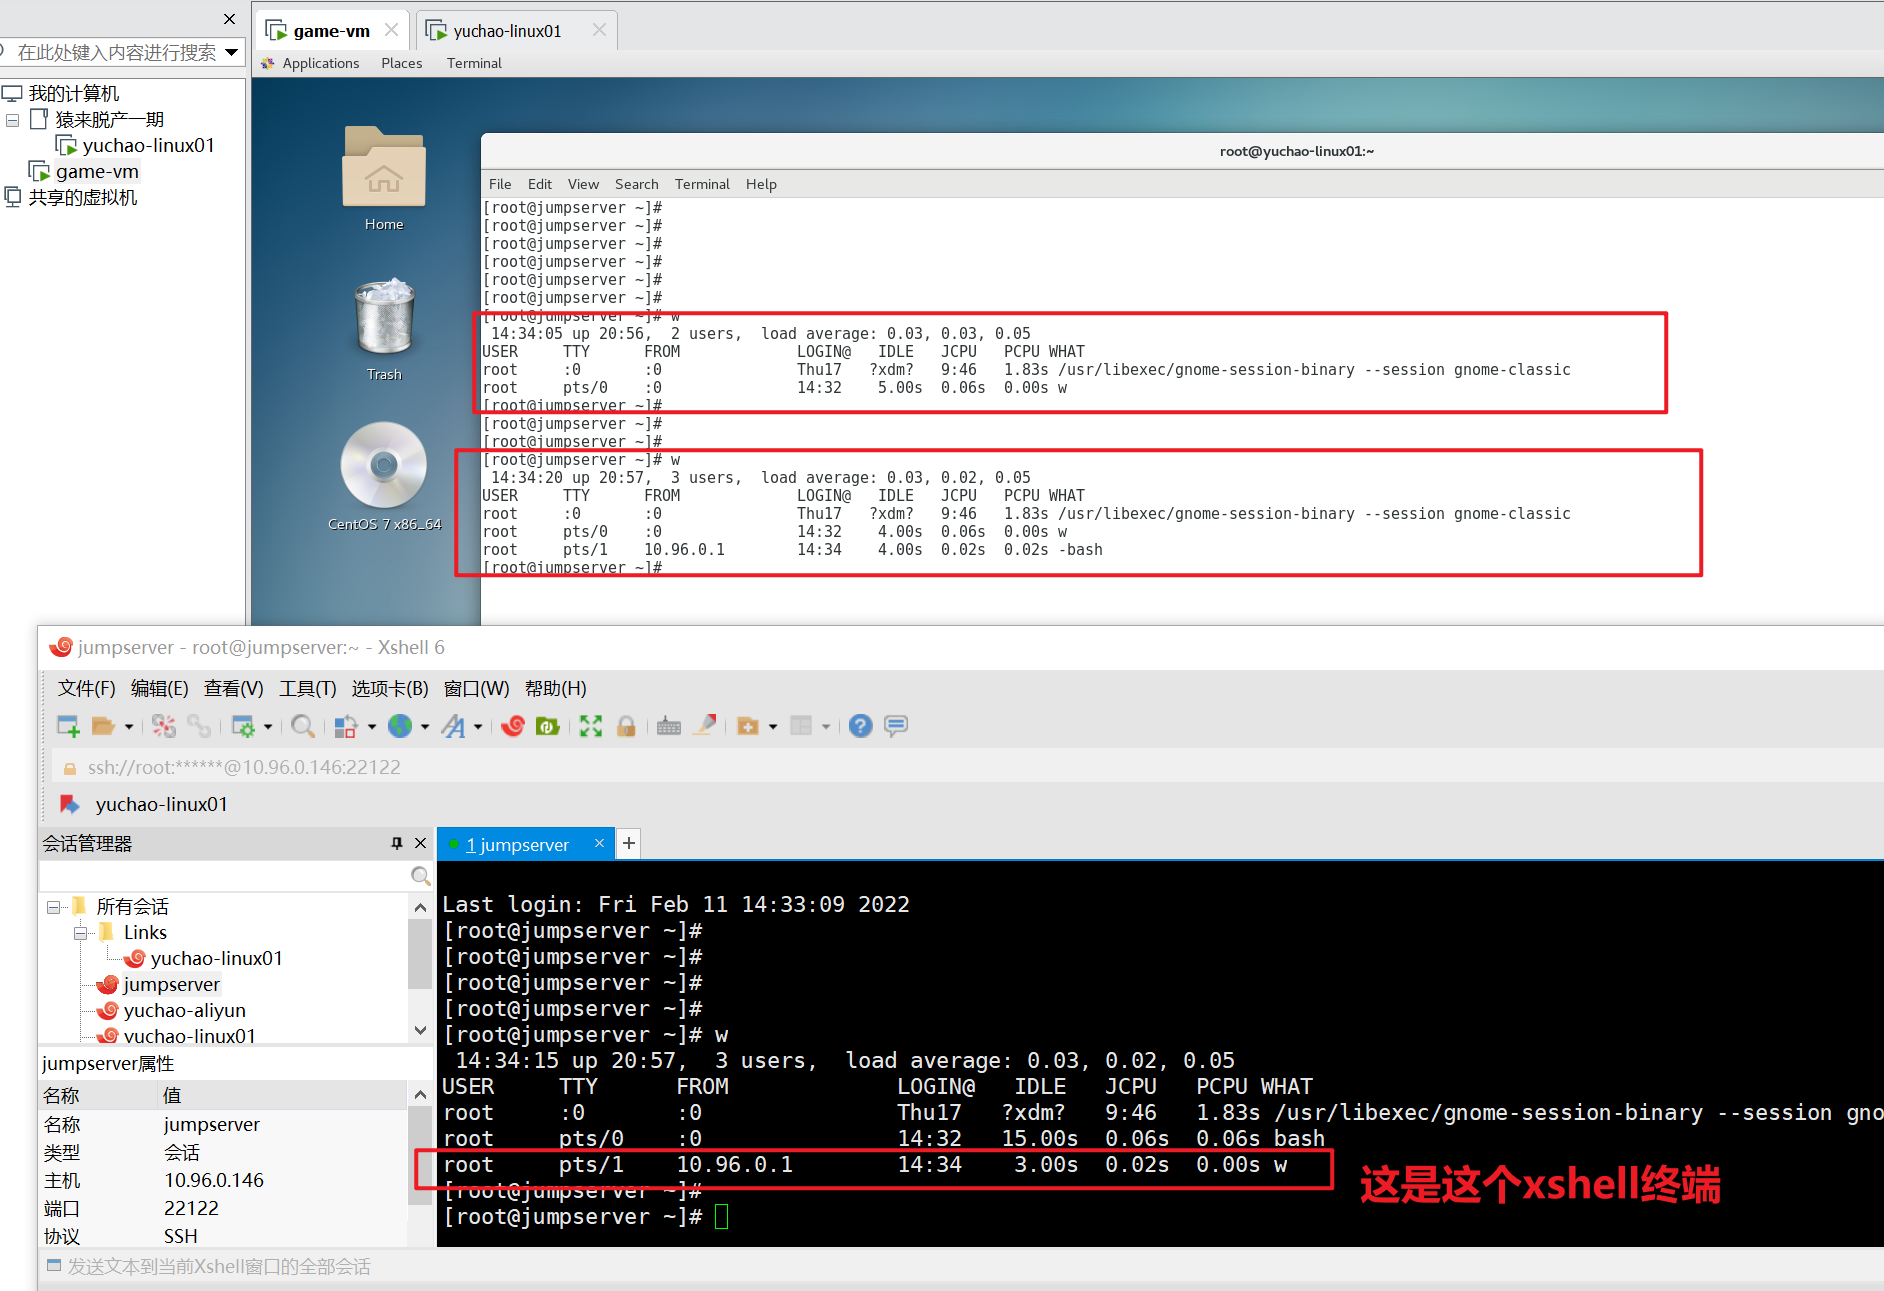 game-vm
yuchao-linux01
在此处键入内容进行搜索
Applications Places Terminal
我的计算机
猿来脱产一期
yuchao-linux01
game-vm
共享的虚拟机
Home
Trash
CentOS 7 x86_64
root@yuchao-linux01:~
File Edit View Search Terminal Help
[root@jumpserver ~]#
[root@jumpserver ~]#
[root@jumpserver ~]#
[root@jumpserver ~]#
[root@jumpserver ~]#
[root@jumpserver ~]#
[root@jumpserver ~]# w
 14:34:05 up 20:56,  2 users,  load average: 0.03, 0.03, 0.05
USER     TTY      FROM             LOGIN@   IDLE   JCPU   PCPU WHAT
root     :0       :0               Thu17   ?xdm?   9:46   1.83s /usr/libexec/gnome-session-binary --session gnome-classic
root     pts/0    :0               14:32    5.00s  0.06s  0.00s w
[root@jumpserver ~]#
[root@jumpserver ~]#
[root@jumpserver ~]#
[root@jumpserver ~]# w
 14:34:20 up 20:57,  3 users,  load average: 0.03, 0.02, 0.05
USER     TTY      FROM             LOGIN@   IDLE   JCPU   PCPU WHAT
root     :0       :0               Thu17   ?xdm?   9:46   1.83s /usr/libexec/gnome-session-binary --session gnome-classic
root     pts/0    :0               14:32    4.00s  0.06s  0.00s w
root     pts/1    10.96.0.1        14:34    4.00s  0.02s  0.02s -bash
[root@jumpserver ~]#
jumpserver - root@jumpserver:~ - Xshell 6
文件(F) 编辑(E) 查看(V) 工具(T) 选项卡(B) 窗口(W) 帮助(H)
ssh://root:******@10.96.0.146:22122
yuchao-linux01
会话管理器
1 jumpserver
所有会话
Links
yuchao-linux01
jumpserver
yuchao-aliyun
yuchao-linux01
jumpserver属性
名称 值
名称 jumpserver
类型 会话
主机 10.96.0.146
端口 22122
协议 SSH
Last login: Fri Feb 11 14:33:09 2022
[root@jumpserver ~]#
[root@jumpserver ~]#
[root@jumpserver ~]#
[root@jumpserver ~]#
[root@jumpserver ~]# w
 14:34:15 up 20:57,  3 users,  load average: 0.03, 0.02, 0.05
USER     TTY      FROM             LOGIN@   IDLE   JCPU   PCPU WHAT
root     :0       :0               Thu17   ?xdm?   9:46   1.83s /usr/libexec/gnome-session-binary --session gno
root     pts/0    :0               14:32   15.00s  0.06s  0.06s bash
root     pts/1    10.96.0.1        14:34    3.00s  0.02s  0.00s w
[root@jumpserver ~]#
[root@jumpserver ~]#
这是这个xshell终端
发送文本到当前Xshell窗口的全部会话